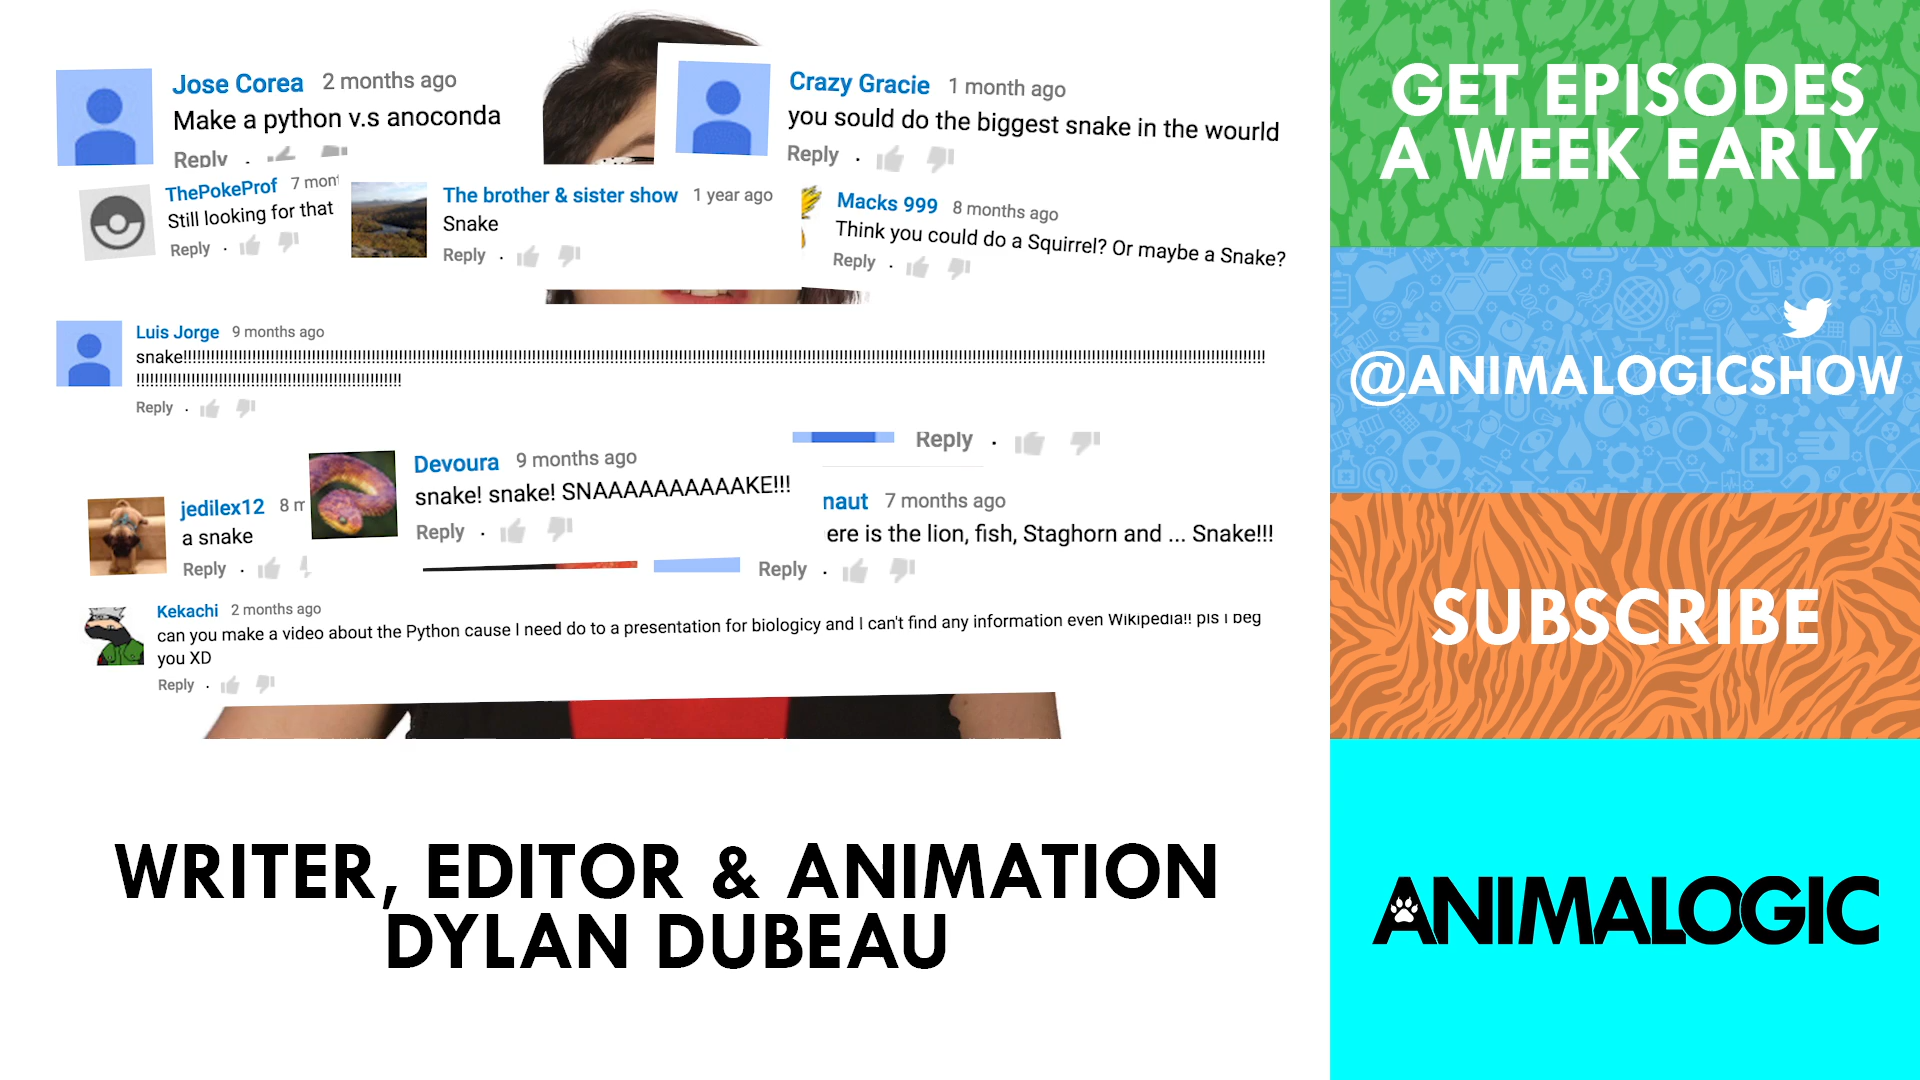 Jose Corea 2 months ago
Make a python v.s anoconda
Reply .
Crazy Gracie 1 month ago
you sould do the biggest snake in the wourld
Reply .
ThePokeProf 7 mon
Still looking for that
Reply .
The brother & sister show 1 year ago
Snake
Reply .
Macks 999 8 months ago
Think you could do a Squirrel? Or maybe a Snake?
Reply .
Luis Jorge 9 months ago
snake!!!!!!!!!!!!!!!!!!!!!!!!!!!!!!!!!!!!!!!!!!!!!!!!!!!!!!!!!!!!!!!!!!!!!!!!!!!!!!!!!!!!!!!!!!!!!!!!!!!!!!!!!!!!!!!!!!!!!!!!!!!!!!!!!!!!!!!!!!!!!!!!!!!!!!!!!!!!!!!!!!!!!!!!!!!!!!!!!!!!!!!!!!!!!!!!!!!!!!!!!!!!!!!!!!!!!!!!!!!!!!!!!!!!!!!!
!!!!!!!!!!!!!!!!!!!!!!!!!!!!!!!!!!!!!!!!!!!!!!!!!!!!!!!!!
Reply .
Reply .
Devoura 9 months ago
snake! snake! SNAAAAAAAAAAKE!!!
Reply .
jedilex12 8 m
a snake
Reply .
naut 7 months ago
ere is the lion, fish, Staghorn and ... Snake!!!
Reply .
Kekachi 2 months ago
can you make a video about the Python cause I need do to a presentation for biologicy and I can't find any information even Wikipedia!! pls I beg
you XD
Reply .
WRITER, EDITOR & ANIMATION
DYLAN DUBEAU
GET EPISODES
A WEEK EARLY
@ANIMALOGICSHOW
SUBSCRIBE
ANIMALOGIC